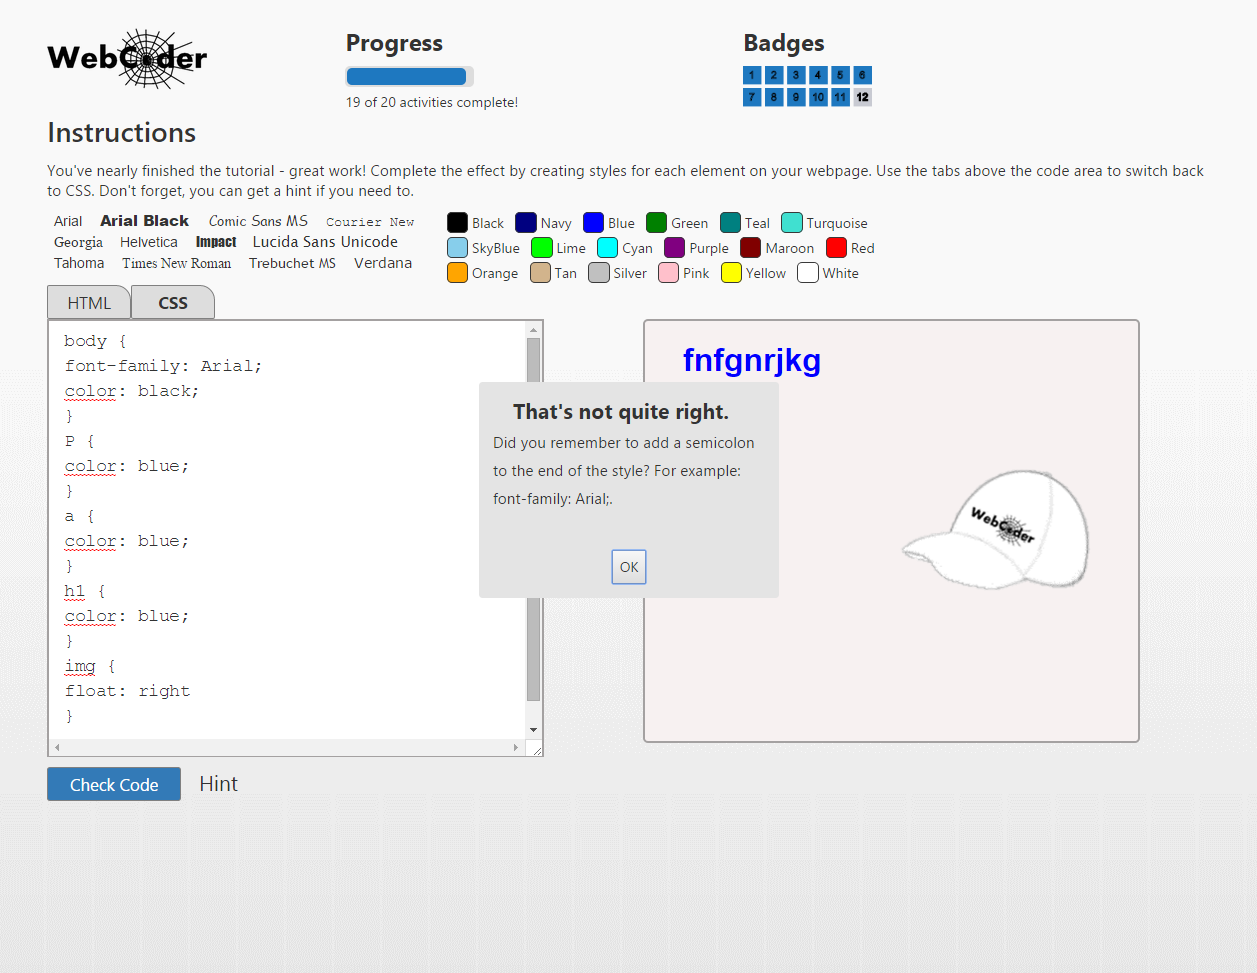 WebCoder
Progress
19 of 20 activities complete!
Badges
1 2 3 4 5 6
7 8 9 10 11 12
Instructions
You've nearly finished the tutorial - great work! Complete the effect by creating styles for each element on your webpage. Use the tabs above the code area to switch back
to CSS. Don't forget, you can get a hint if you need to.
Arial Arial Black Comic Sans MS Courier New
Georgia Helvetica Impact Lucida Sans Unicode
Tahoma Times New Roman Trebuchet MS Verdana
Black Navy Blue Green Teal Turquoise
SkyBlue Lime Cyan Purple Maroon Red
Orange Tan Silver Pink Yellow White
HTML CSS
body {
font-family: Arial;
color: black;
}
P {
color: blue;
}
a {
color: blue;
}
h1 {
color: blue;
}
img {
float: right
}
fnfgnrjkg
That's not quite right.
Did you remember to add a semicolon
to the end of the style? For example:
font-family: Arial;.
OK
WebCoder
Check Code Hint